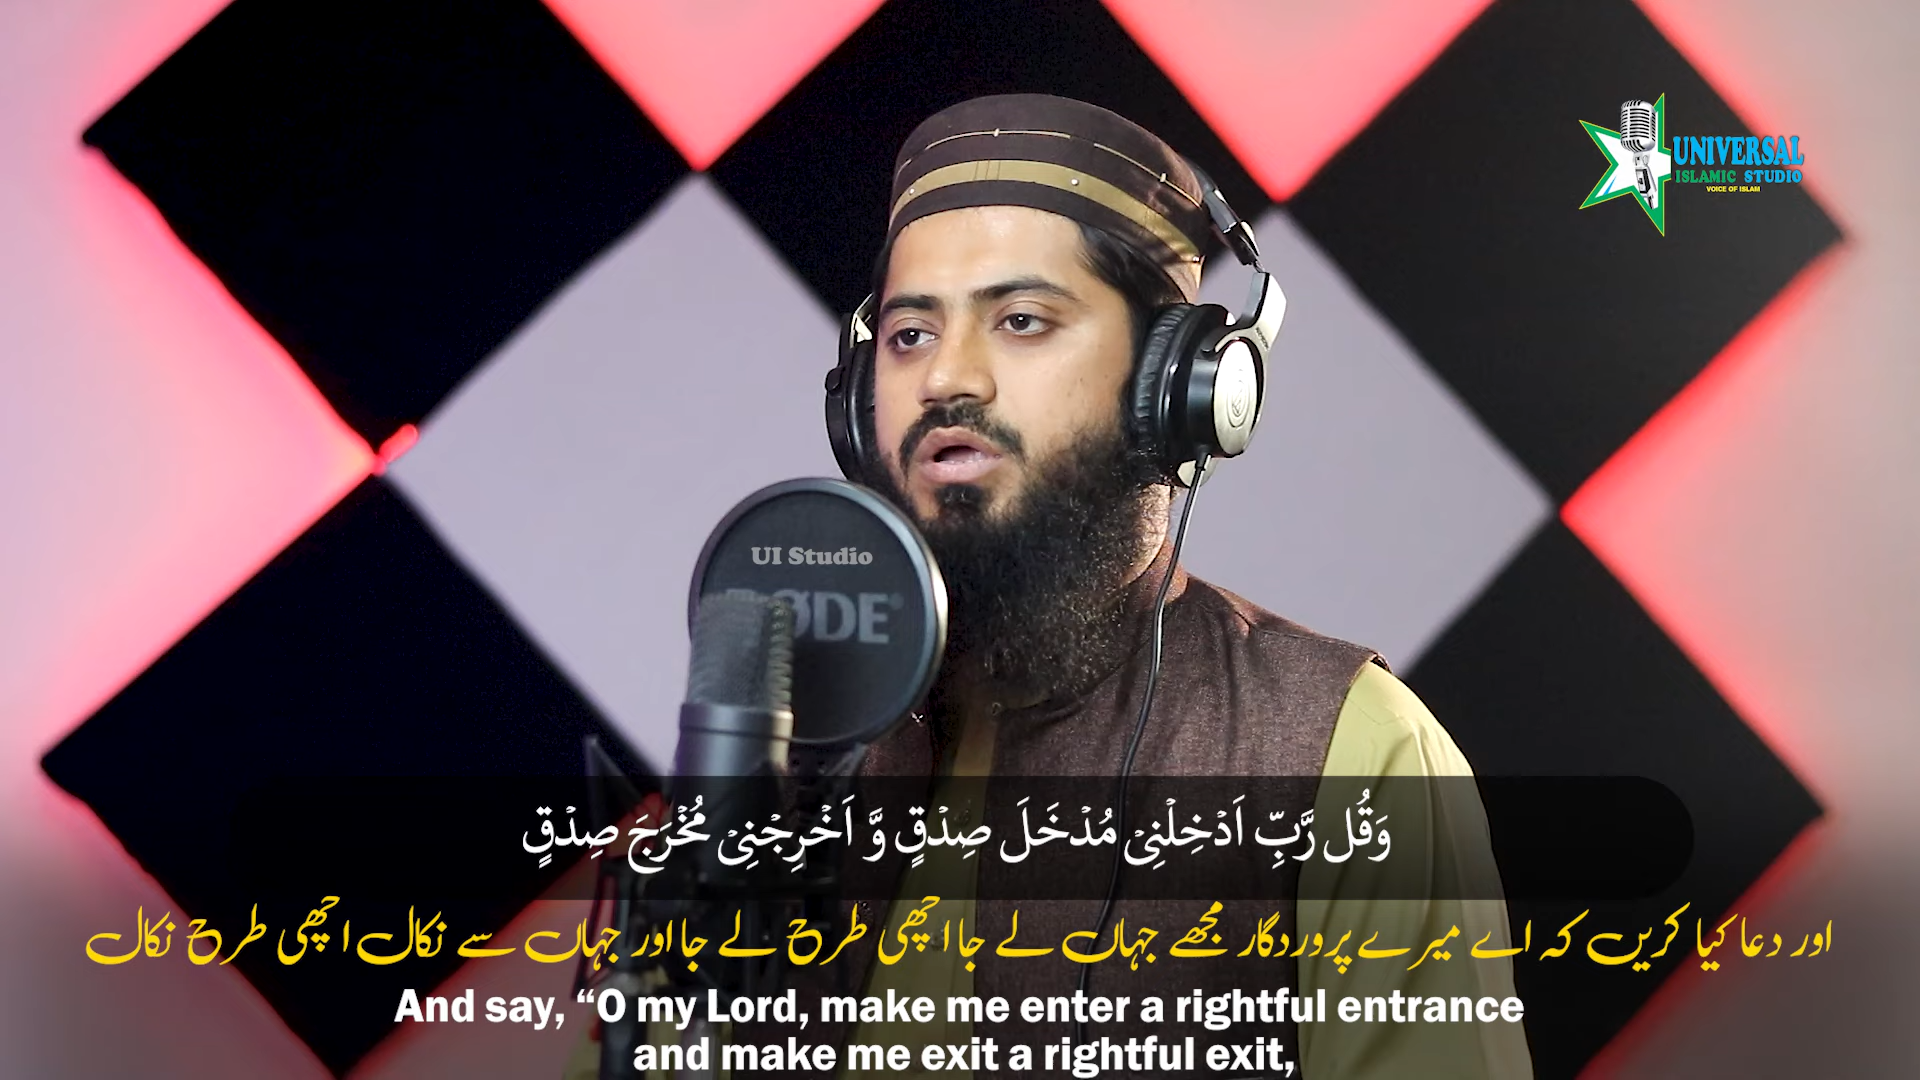 UNIVERSAL
ISLAMIC STUDIO
VOICE OF ISLAM
UI Studio
RØDE
وَقُل رَّبِّ اَدۡخِلۡنِىۡ مُدۡخَلَ صِدۡقٍ وَّ اَخۡرِجۡنِىۡ مُخۡرَجَ صِدۡقٍ
اور دعا کیا کریں کہ اے میرے پروردگار مجھے جہاں لے جا اچھی طرح لے جا اور جہاں سے نکال اچھی طرح نکال
And say, “O my Lord, make me enter a rightful entrance
and make me exit a rightful exit,